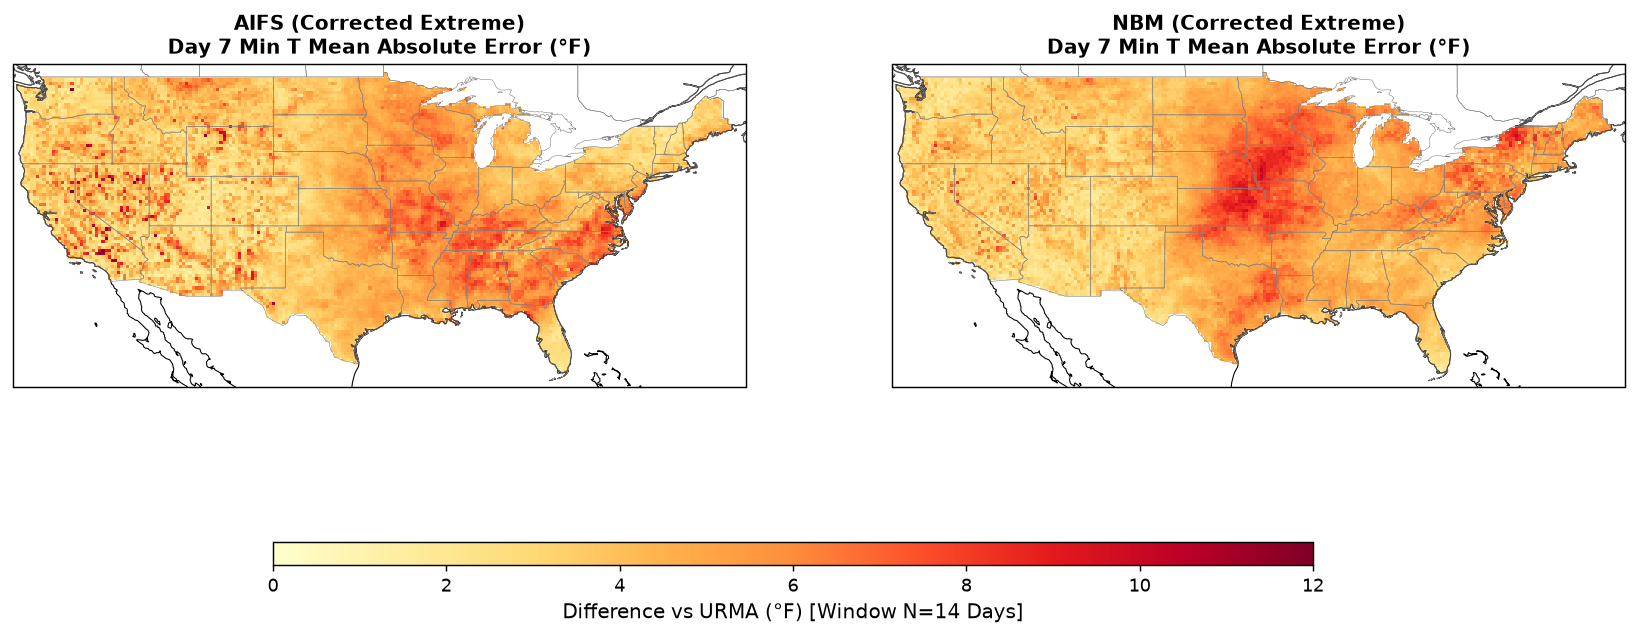 AIFS (Corrected Extreme)
Day 7 Min T Mean Absolute Error (°F)
NBM (Corrected Extreme)
Day 7 Min T Mean Absolute Error (°F)
0 2 4 6 8 10 12
Difference vs URMA (°F) [Window N=14 Days]